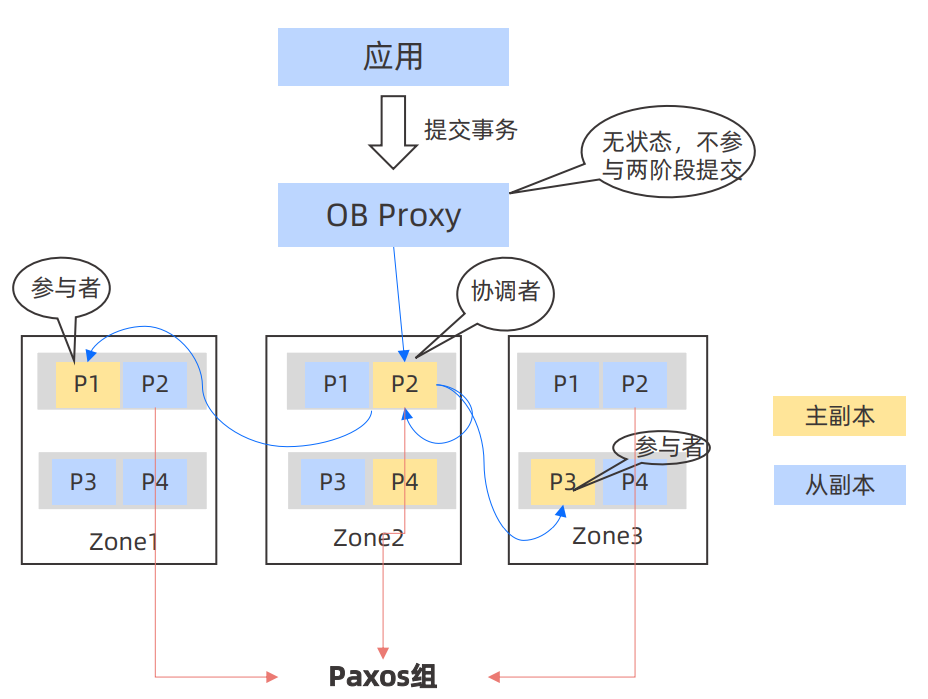 应用
提交事务
无状态，不参
与两阶段提交
OB Proxy
参与者
协调者
P1 P2
P1 P2
P1 P2
主副本
参与者
P3 P4
P3 P4
P3 P4
从副本
Zone1
Zone2
Zone3
Paxos组